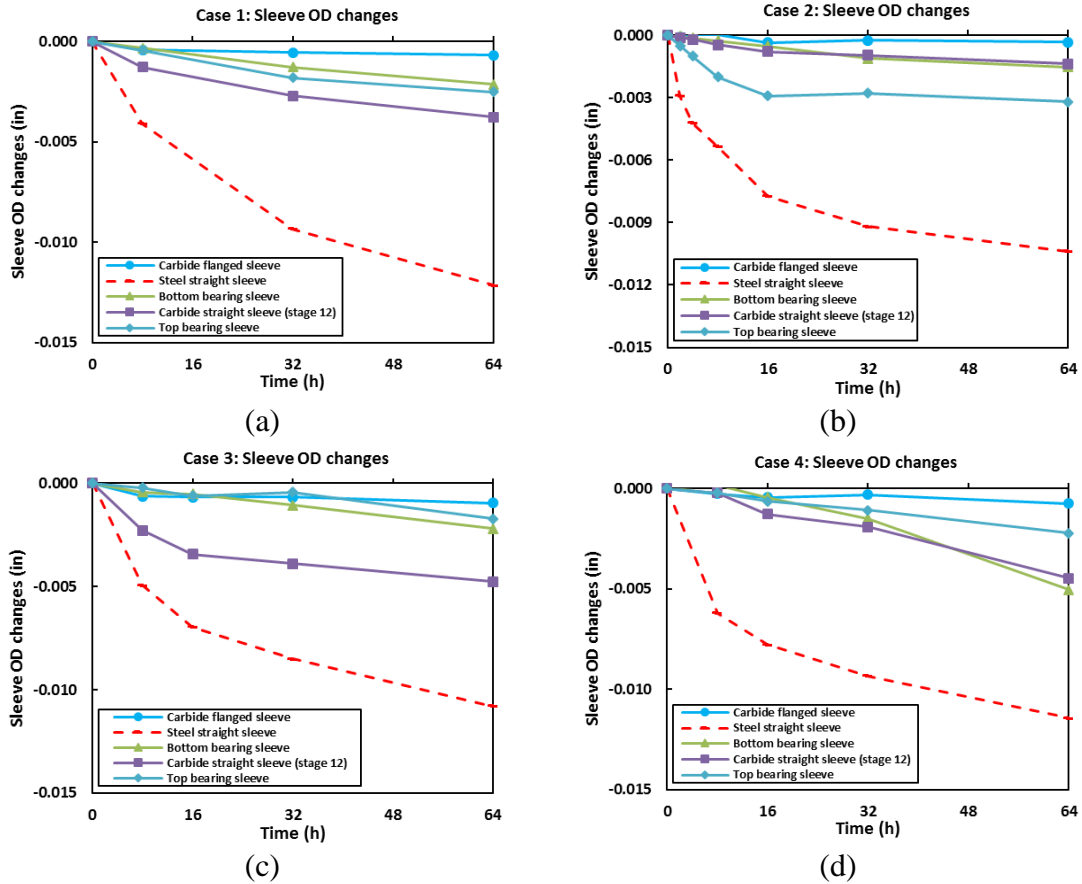 Case 1: Sleeve OD changes
0.000
-0.005
-0.010
-0.015
Sleeve OD changes (in)
Carbide flanged sleeve
Steel straight sleeve
Bottom bearing sleeve
Carbide straight sleeve (stage 12)
Top bearing sleeve
0 16 32 48 64
Time (h)
(a)
Case 2: Sleeve OD changes
0.000
-0.003
-0.006
-0.009
-0.012
-0.015
Sleeve OD changes (in)
Carbide flanged sleeve
Steel straight sleeve
Bottom bearing sleeve
Carbide straight sleeve (stage 12)
Top bearing sleeve
0 16 32 48 64
Time (h)
(b)
Case 3: Sleeve OD changes
0.000
-0.005
-0.010
-0.015
Sleeve OD changes (in)
Carbide flanged sleeve
Steel straight sleeve
Bottom bearing sleeve
Carbide straight sleeve (stage 12)
Top bearing sleeve
0 16 32 48 64
Time (h)
(c)
Case 4: Sleeve OD changes
0.000
-0.005
-0.010
-0.015
Sleeve OD changes (in)
Carbide flanged sleeve
Steel straight sleeve
Bottom bearing sleeve
Carbide straight sleeve (stage 12)
Top bearing sleeve
0 16 32 48 64
Time (h)
(d)